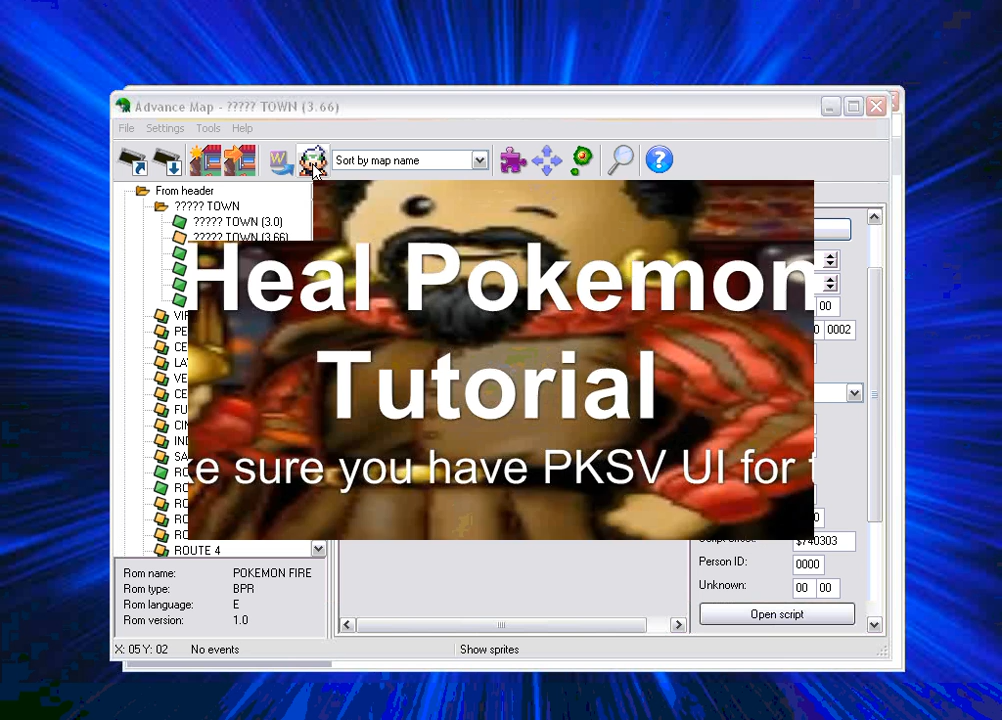 Advance Map - ????? TOWN (3.66)
File Settings Tools Help
Sort by map name
From header
????? TOWN
????? TOWN (3.0)
????? TOWN (3.66)
Heal Pokemon
Tutorial
sure you have PKSV UI for
00
0002
ROUTE 4
$740303
Person ID: 0000
Unknown: 00 00
Open script
Rom name: POKEMON FIRE
Rom type: BPR
Rom language: E
Rom version: 1.0
X: 05 Y: 02 No events Show sprites